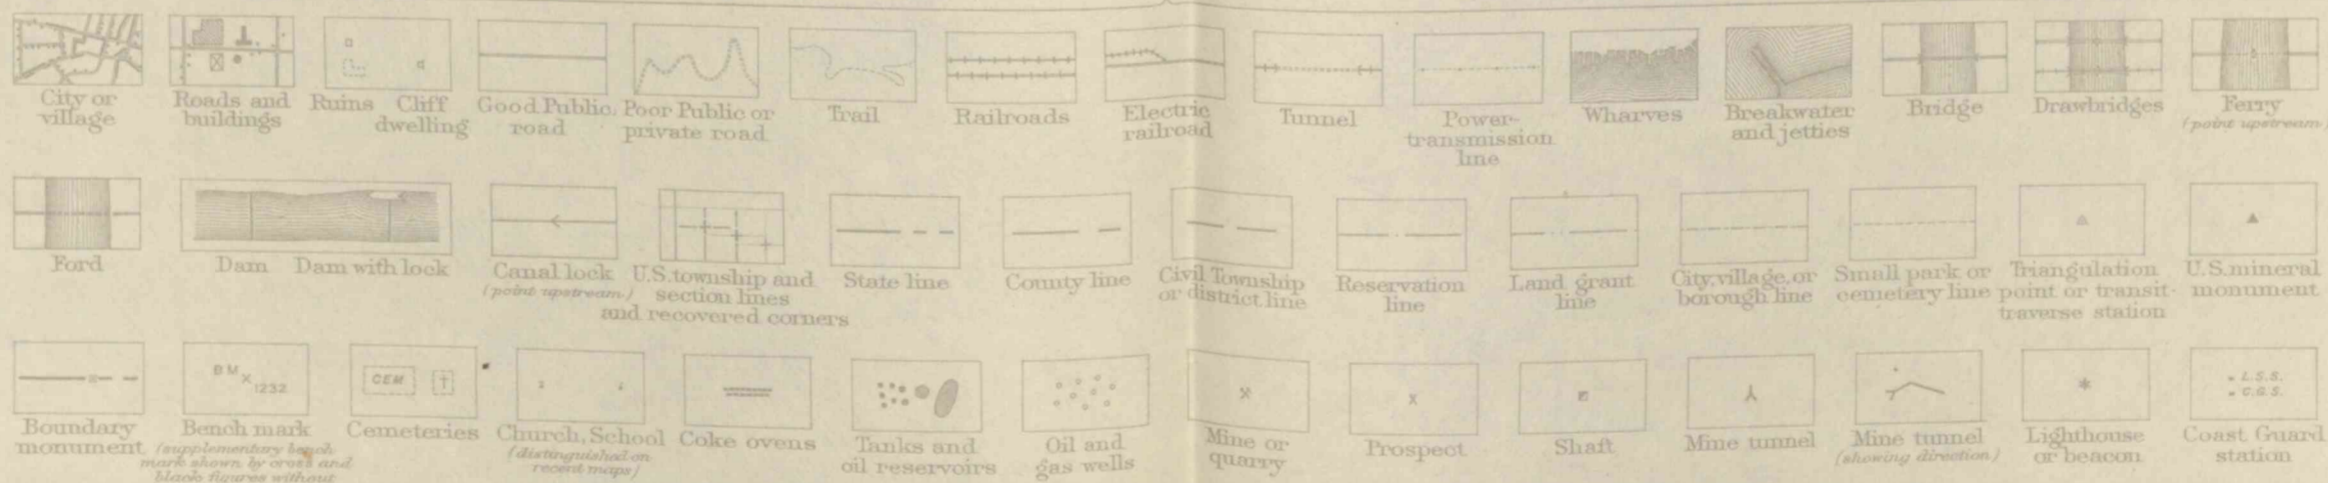 City or
village
Roads and
buildings
Ruins Cliff
dwelling
Good Public
road
Poor Public or
private road
Trail
Railroads
Electric
railroad
Tunnel
Power-
transmission
line
Wharves
Breakwater
and jetties
Bridge
Drawbridges
Ferry
(point upstream)
Ford
Dam Dam with lock
Canal lock
(point upstream)
U.S. township and
section lines
and recovered corners
State line
County line
Civil Township
or district line
Reservation
line
Land grant
line
City, village, or
borough line
Small park or
cemetery line
Triangulation
point or transit-
traverse station
U.S. mineral
monument
Boundary
monument
BM
X
1232
Bench mark
(supplementary bench
mark shown by cross and
black figures without
CEM
Cemeteries
Church, School
(distinguished on
recent maps)
Coke ovens
Tanks and
oil reservoirs
Oil and
gas wells
Mine or
quarry
X
Prospect
Shaft
Mine tunnel
Mine tunnel
(showing direction)
Lighthouse
or beacon
L.S.S.
C.G.S.
Coast Guard
station